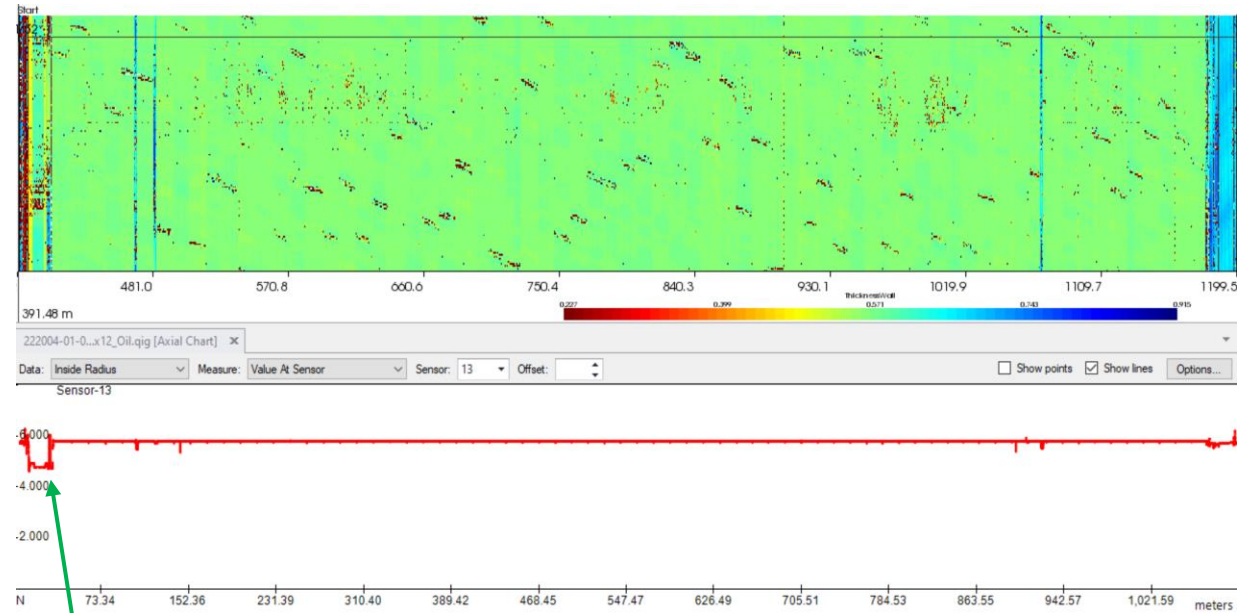 Start
481.0 570.8 660.6 750.4 840.3 930.1 1019.9 1109.7 1199.5
ThicknessWall
0.227 0.399 0.571 0.743 0.915
391.48 m
222004-01-0...x12_Oil.qig [Axial Chart]
Data: Inside Radius Measure: Value At Sensor Sensor: 13 Offset: Show points Show lines Options...
Sensor-13
-6.000
-4.000
-2.000
N 73.34 152.36 231.39 310.40 389.42 468.45 547.47 626.49 705.51 784.53 863.55 942.57 1,021.59 meters